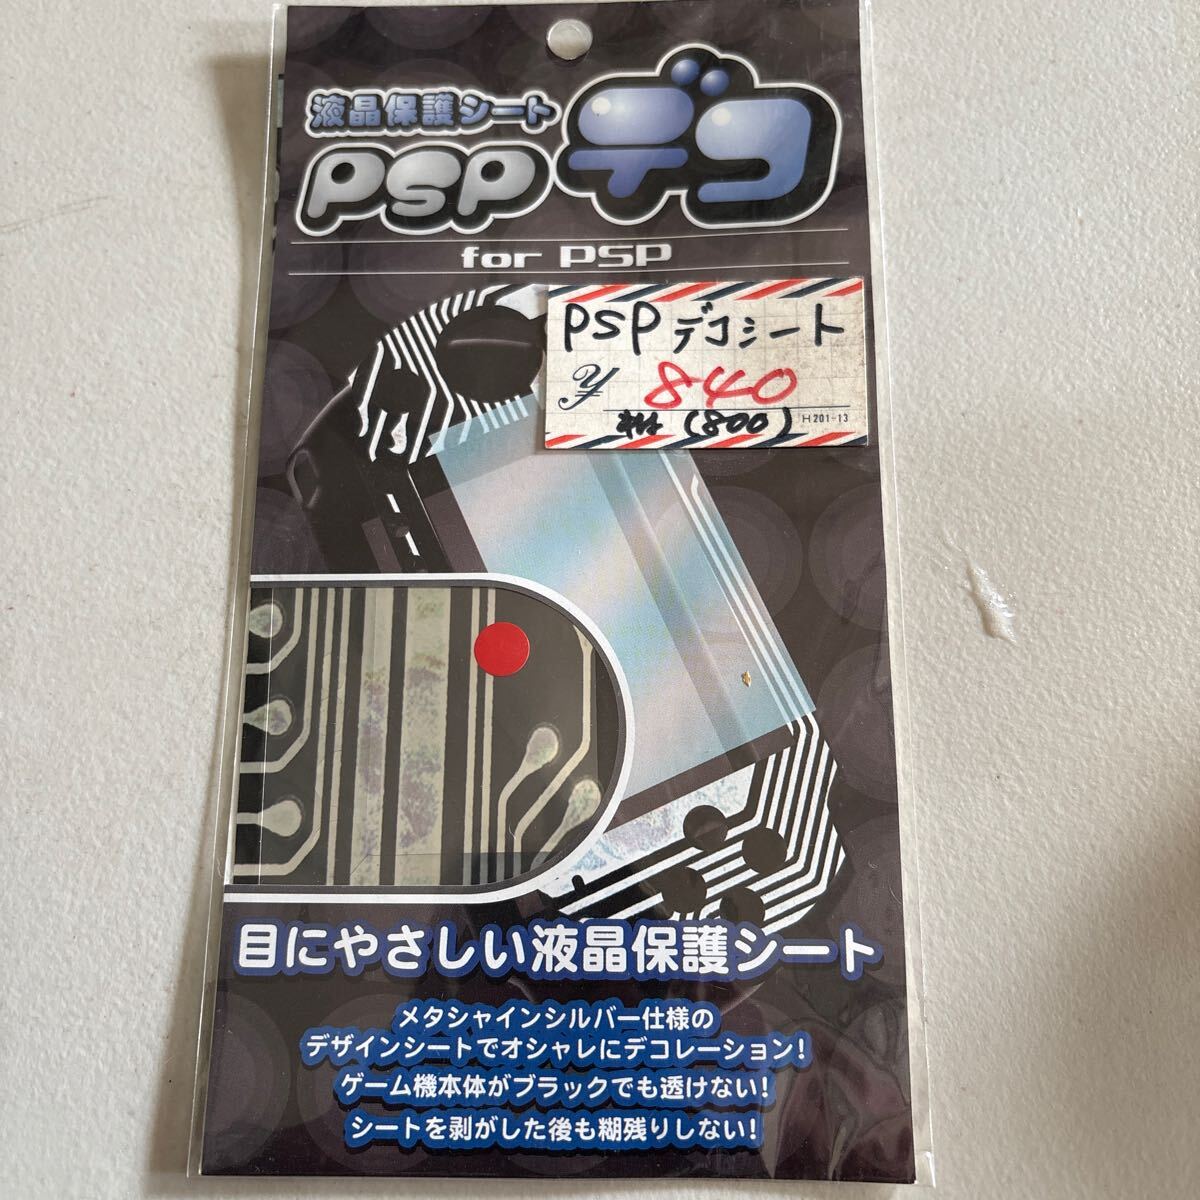 液晶保護シート
PSPデコ
for PSP
PSPデコシート
¥ 840
(800)
H201-13
目にやさしい液晶保護シート
メタシャインシルバー仕様の
デザインシートでオシャレにデコレーション!
ゲーム機本体がブラックでも透けない!
シートを剥がした後も糊残りしない!